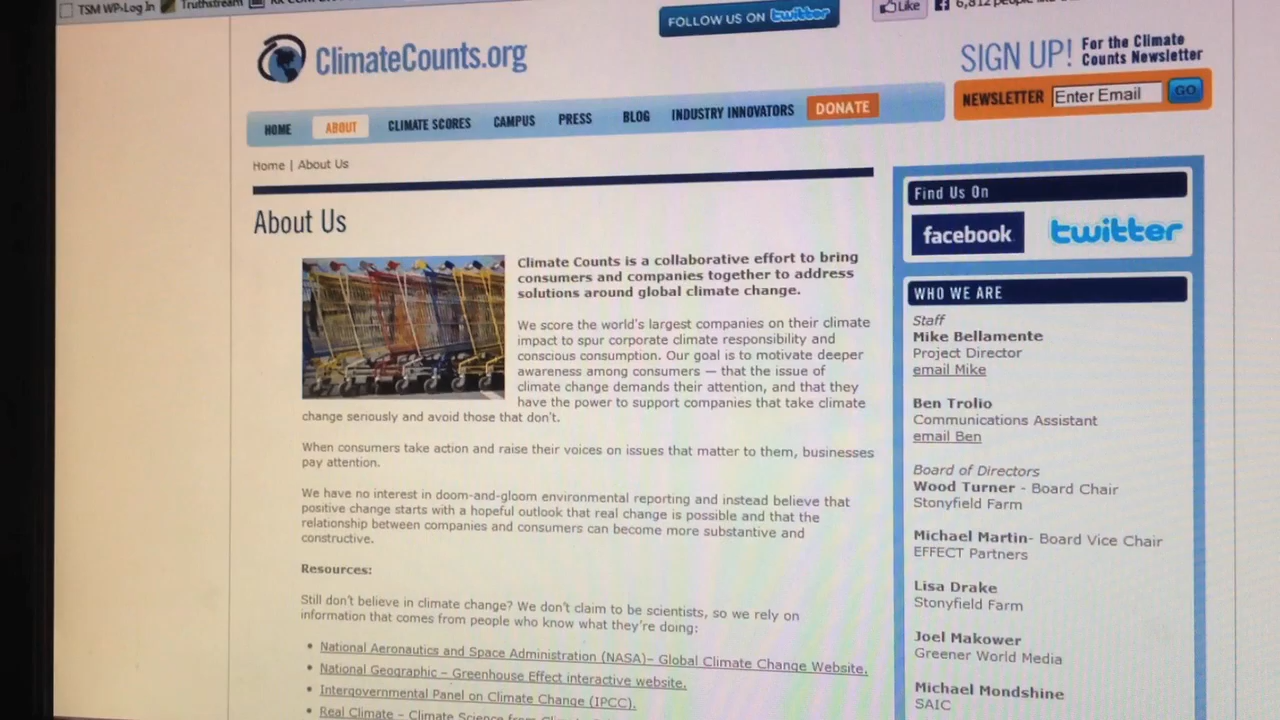 TSM WP-Log In Truthstream
FOLLOW US ON twitter
Like
ClimateCounts.org
SIGN UP! For the Climate
Counts Newsletter
NEWSLETTER Enter Email GO
HOME ABOUT CLIMATE SCORES CAMPUS PRESS BLOG INDUSTRY INNOVATORS DONATE
Home | About Us
About Us
Climate Counts is a collaborative effort to bring
consumers and companies together to address
solutions around global climate change.
We score the world's largest companies on their climate
impact to spur corporate climate responsibility and
conscious consumption. Our goal is to motivate deeper
awareness among consumers — that the issue of
climate change demands their attention, and that they
have the power to support companies that take climate
change seriously and avoid those that don't.
When consumers take action and raise their voices on issues that matter to them, businesses
pay attention.
We have no interest in doom-and-gloom environmental reporting and instead believe that
positive change starts with a hopeful outlook that real change is possible and that the
relationship between companies and consumers can become more substantive and
constructive.
Resources:
Still don't believe in climate change? We don't claim to be scientists, so we rely on
information that comes from people who know what they're doing:
• National Aeronautics and Space Administration (NASA)– Global Climate Change Website.
• National Geographic – Greenhouse Effect interactive website.
• Intergovernmental Panel on Climate Change (IPCC).
• Real Climate – Climate Science from
Find Us On
facebook twitter
WHO WE ARE
Staff
Mike Bellamente
Project Director
email Mike
Ben Trolio
Communications Assistant
email Ben
Board of Directors
Wood Turner - Board Chair
Stonyfield Farm
Michael Martin- Board Vice Chair
EFFECT Partners
Lisa Drake
Stonyfield Farm
Joel Makower
Greener World Media
Michael Mondshine
SAIC